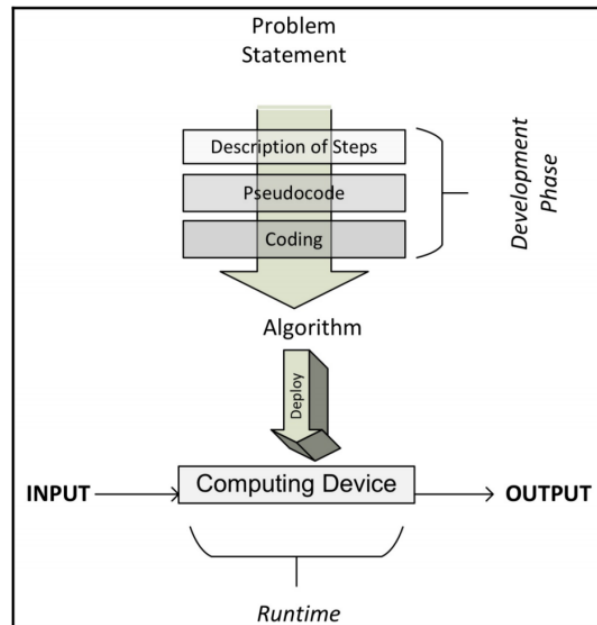 Problem
Statement
Description of Steps
Pseudocode
Coding
Development
Phase
Algorithm
Deploy
INPUT
Computing Device
OUTPUT
Runtime